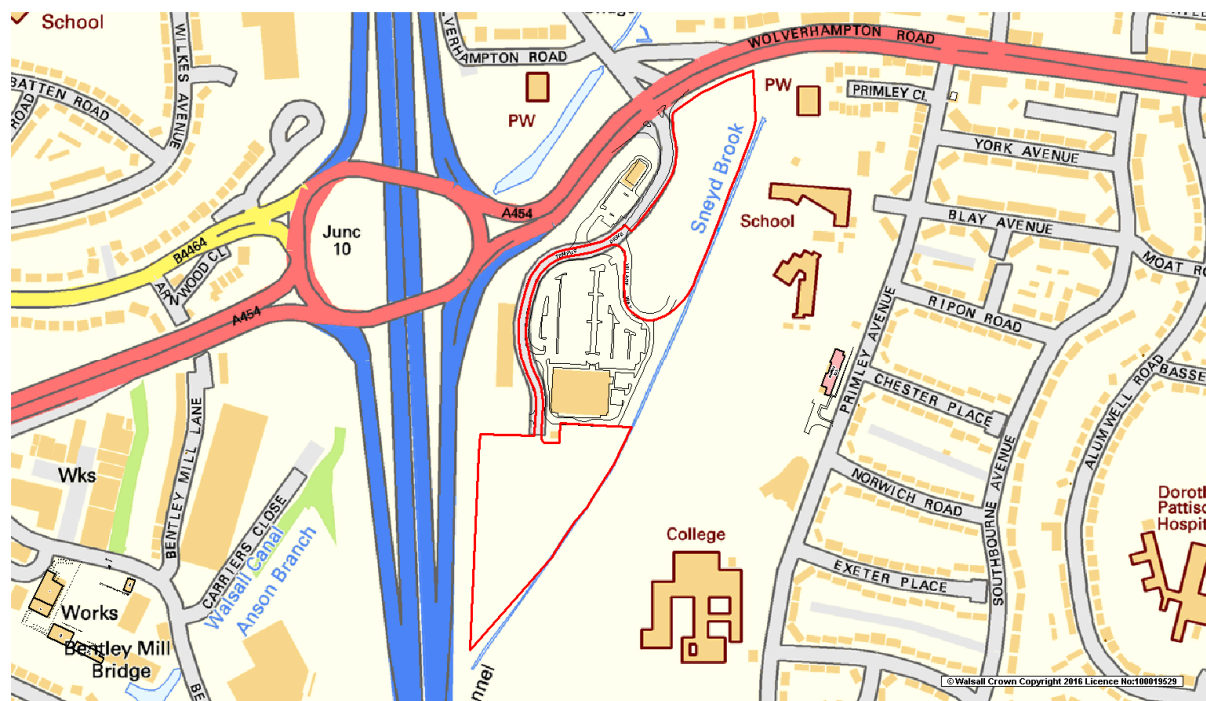 School
WILKES AVENUE
BATTEN ROAD
ROAD
HAMPTON ROAD
WOLVERHAMPTON ROAD
PW
PW
PRIMLEY CL
YORK AVENUE
Sneyd Brook
School
BLAY AVENUE
MOAT RO
A454
Junc
10
B4464
ARNWOOD CL
A454
RIPON ROAD
PRIMLEY AVENUE
CHESTER PLACE
BASSE
ALUMWELL ROAD
BENTLEY MILL LANE
Wks
NORWICH ROAD
SOUTHBOURNE AVENUE
CARRIERS CLOSE
Walsall Canal
Anson Branch
College
Doroth
Pattiso
Hospit
EXETER PLACE
Works
Bentley Mill
Bridge
BE
nnel
© Walsall Crown Copyright 2016 Licence No:100019529